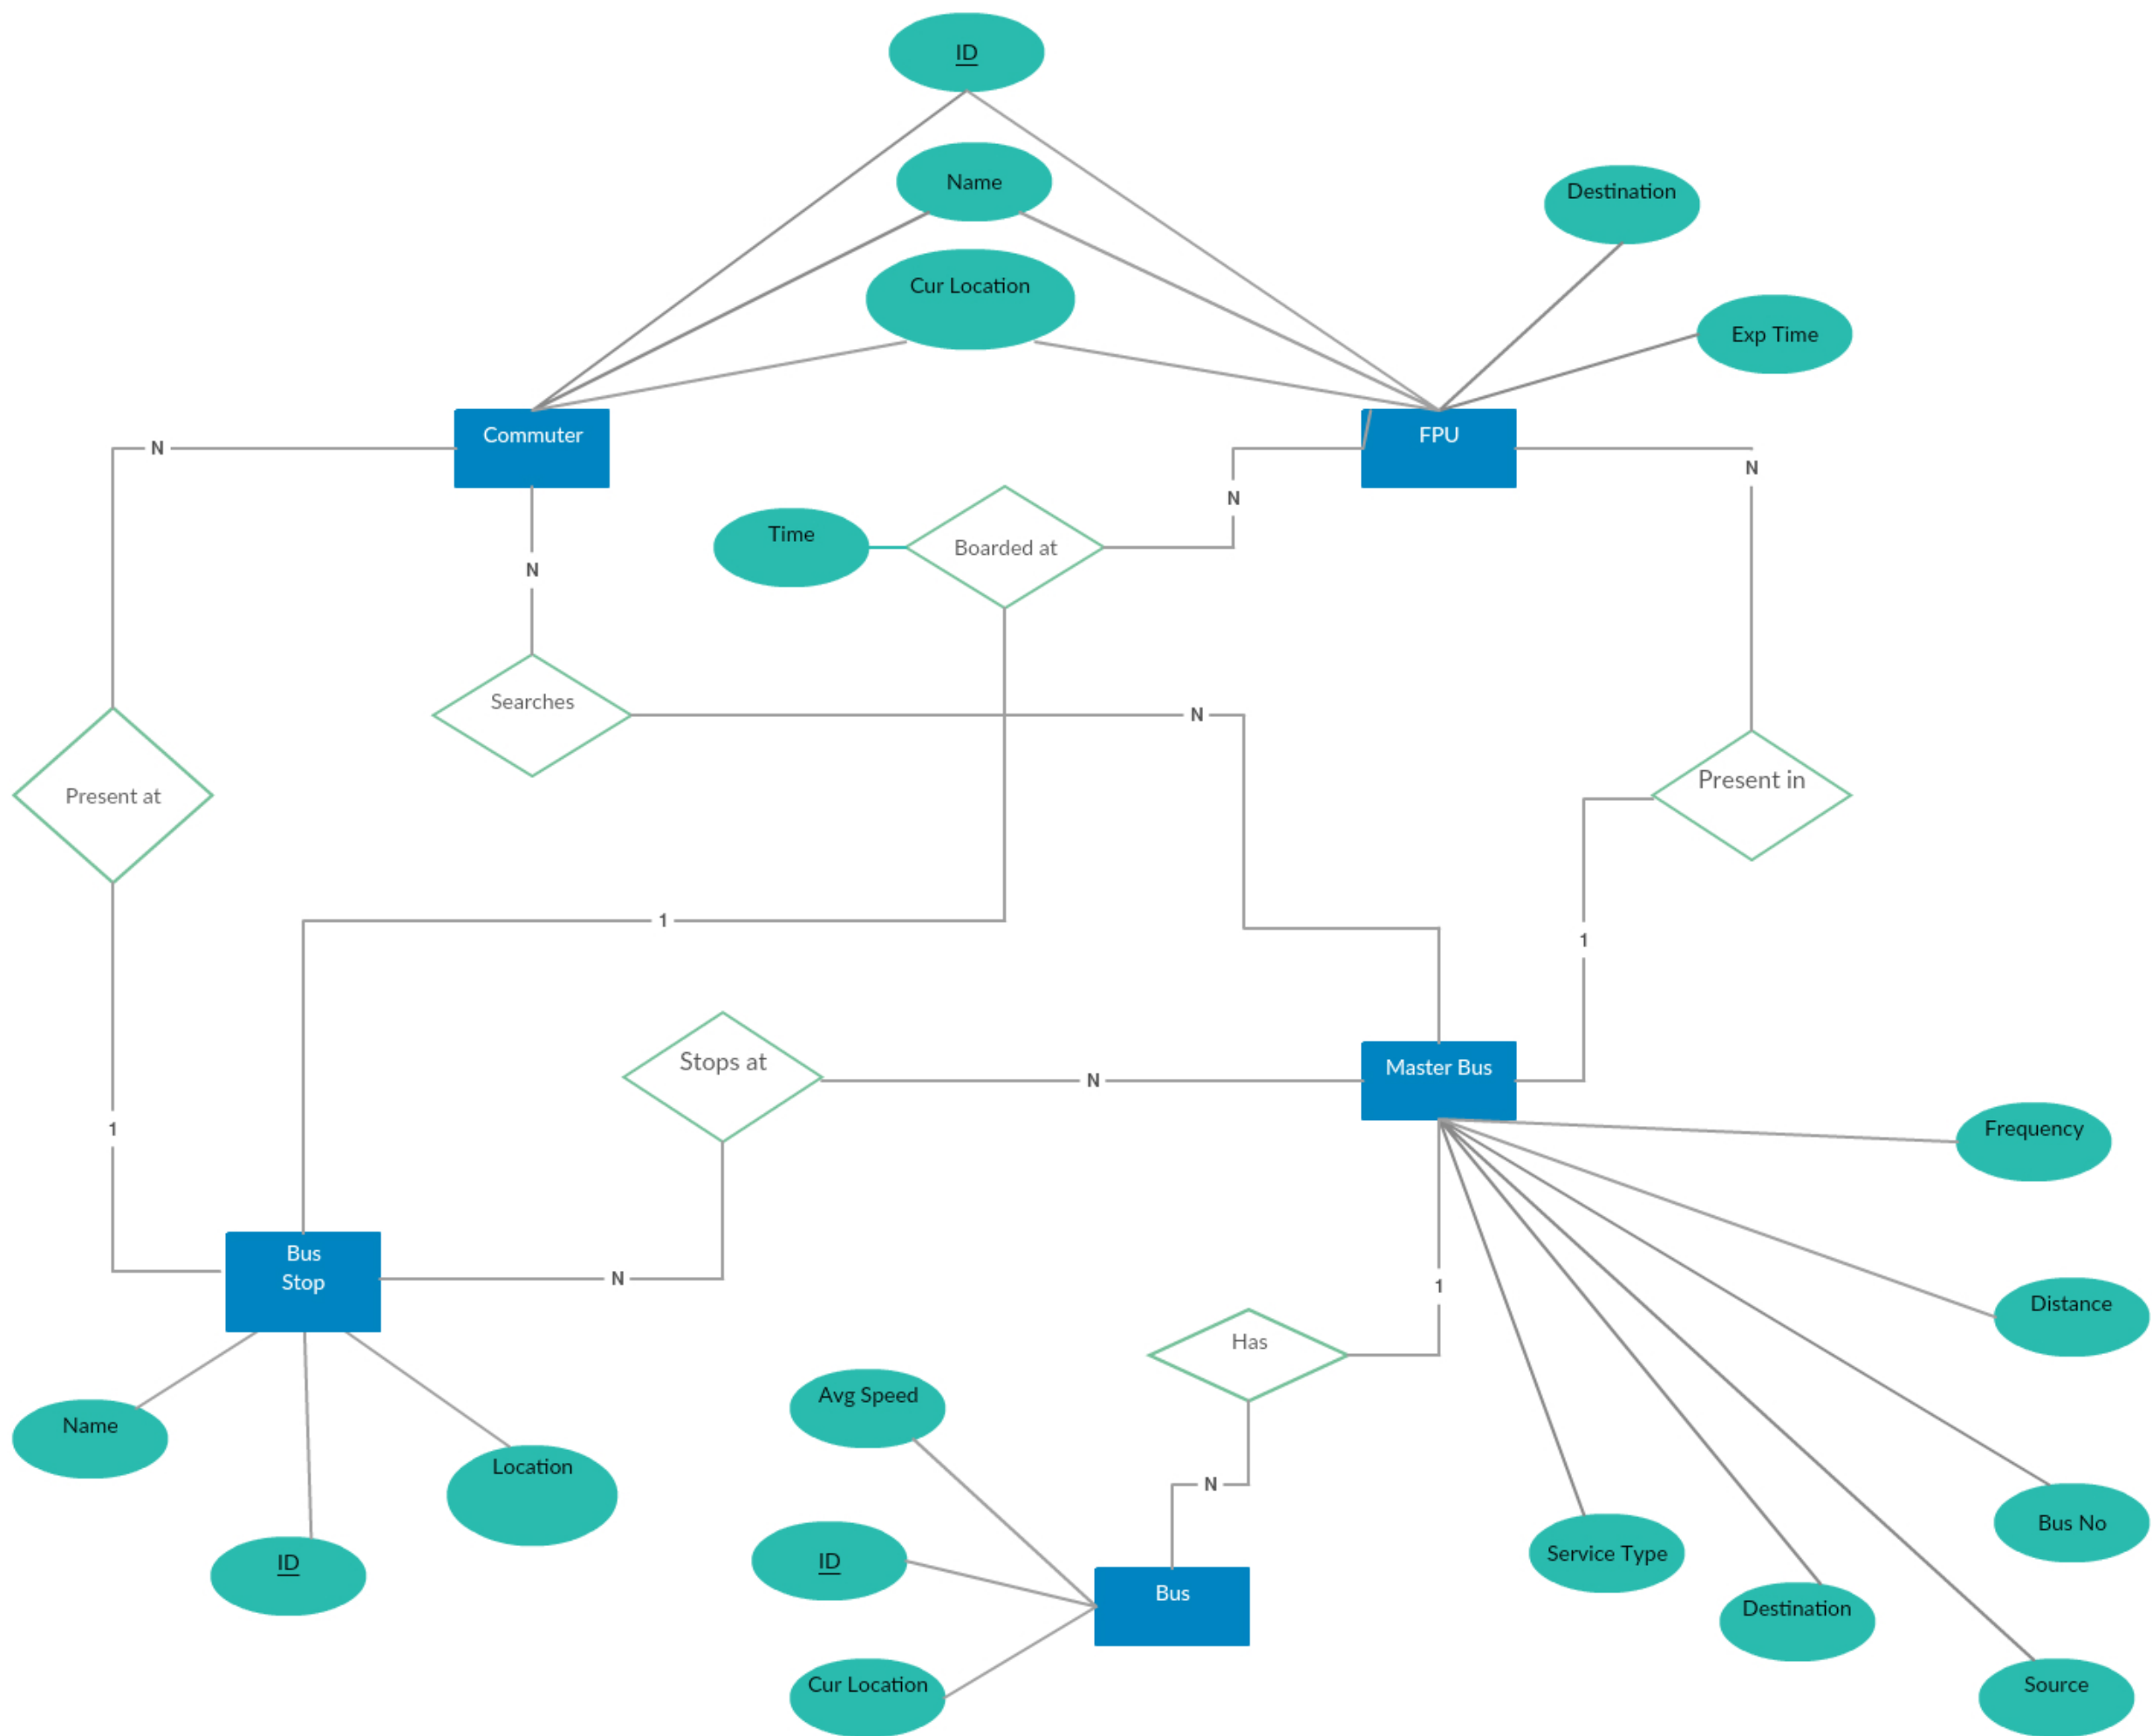 ID
Name
Destination
Cur Location
Exp Time
Commuter
FPU
N
N
N
Time
Boarded at
N
Searches
N
Present in
Present at
1
1
Stops at
Master Bus
N
1
Frequency
Bus
Stop
N
1
Distance
Has
Avg Speed
Name
Location
N
Bus No
Service Type
ID
ID
Bus
Destination
Cur Location
Source